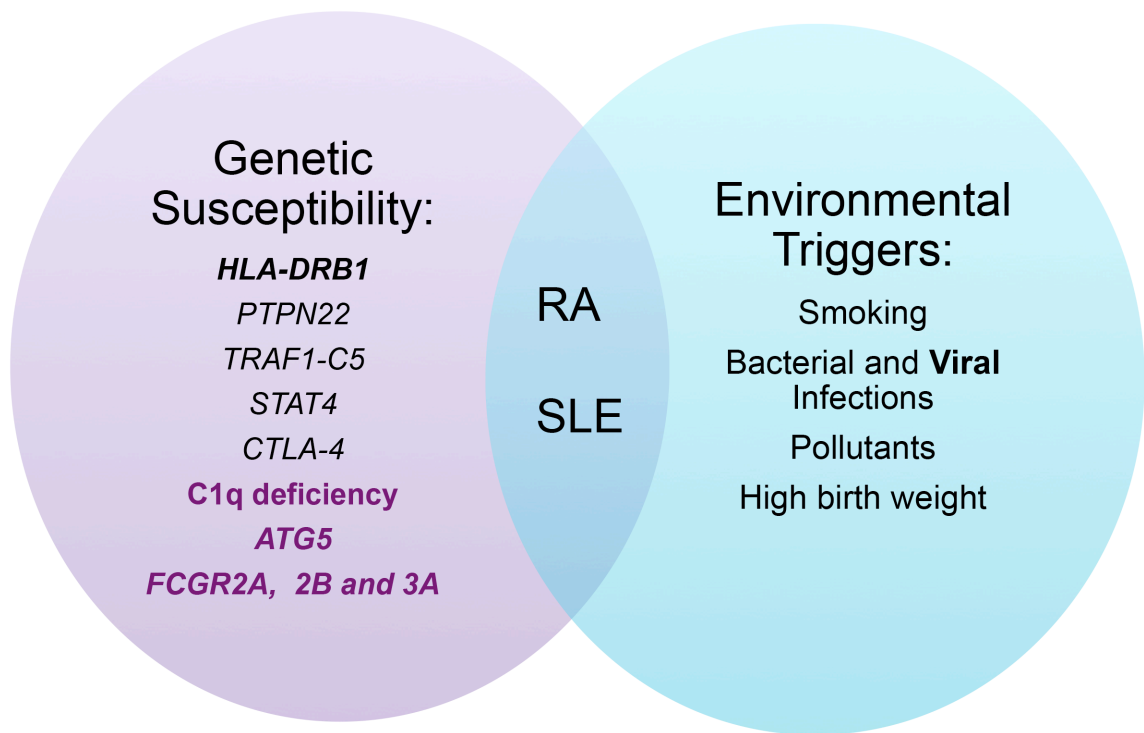 Genetic
Susceptibility:
HLA-DRB1
PTPN22
TRAF1-C5
STAT4
CTLA-4
C1q deficiency
ATG5
FCGR2A, 2B and 3A
RA
SLE
Environmental
Triggers:
Smoking
Bacterial and Viral
Infections
Pollutants
High birth weight